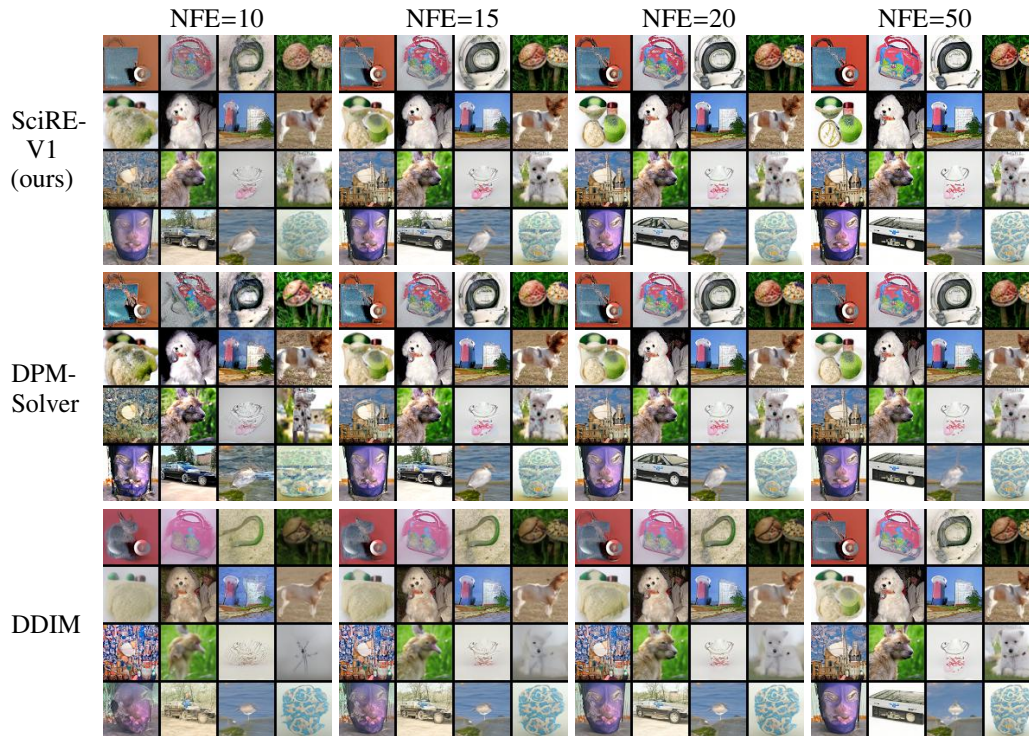 NFE=10 NFE=15 NFE=20 NFE=50
SciRE-
V1
(ours)
DPM-
Solver
DDIM